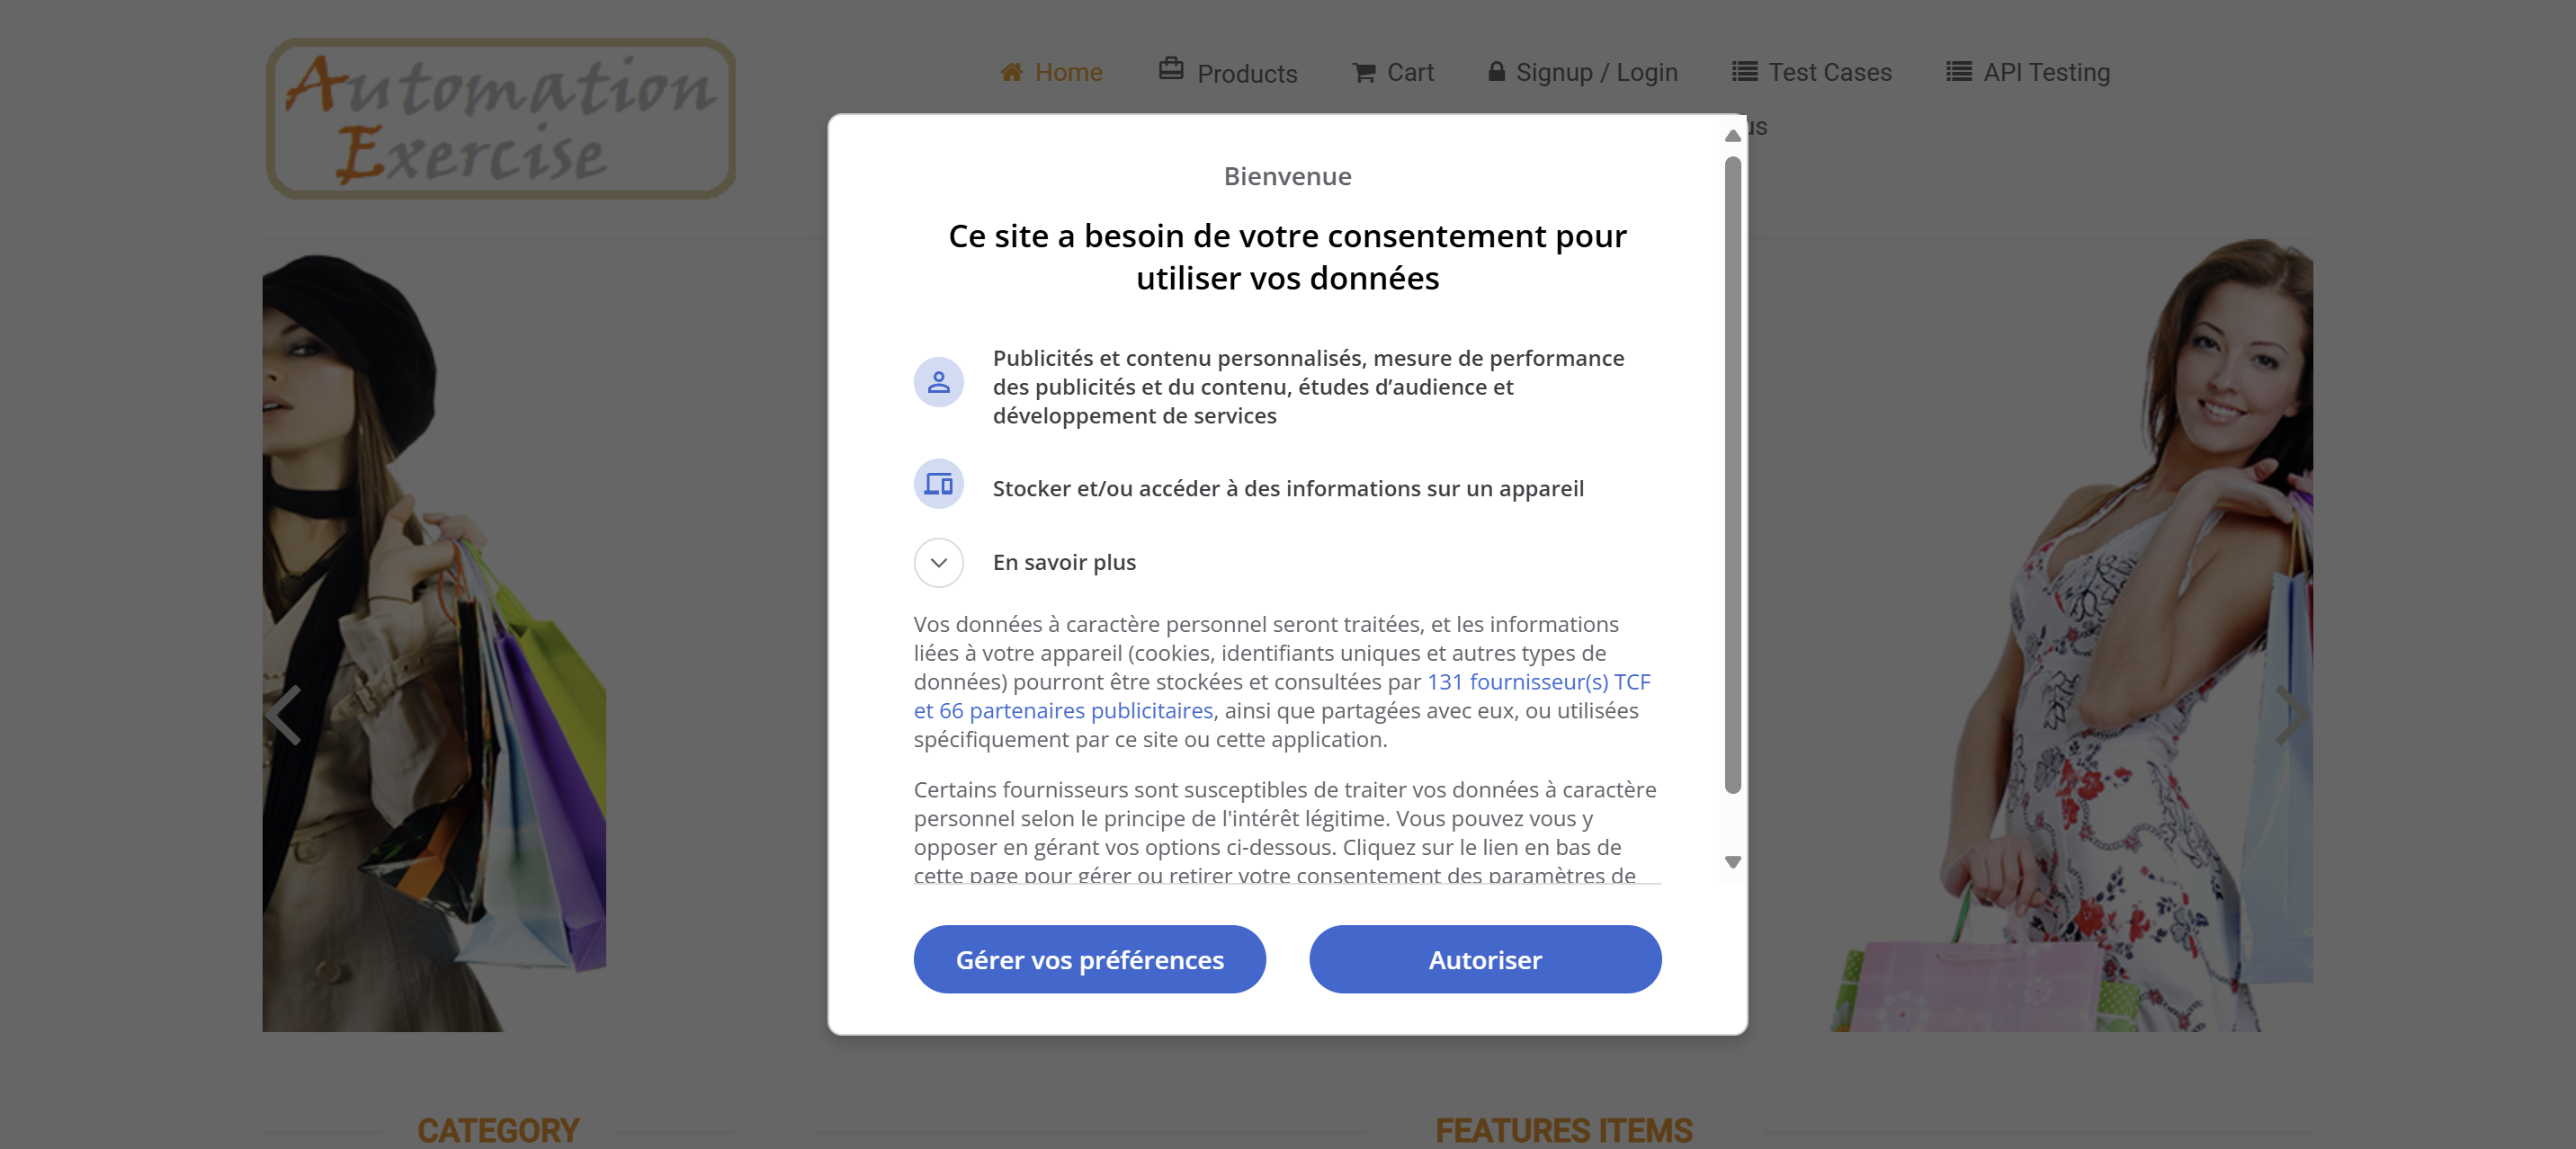 Automation
Exercise
Home
Products
Cart
Signup / Login
Test Cases
API Testing
us
Bienvenue
Ce site a besoin de votre consentement pour
utiliser vos données
Publicités et contenu personnalisés, mesure de performance
des publicités et du contenu, études d’audience et
développement de services
Stocker et/ou accéder à des informations sur un appareil
En savoir plus
Vos données à caractère personnel seront traitées, et les informations
liées à votre appareil (cookies, identifiants uniques et autres types de
données) pourront être stockées et consultées par 131 fournisseur(s) TCF
et 66 partenaires publicitaires, ainsi que partagées avec eux, ou utilisées
spécifiquement par ce site ou cette application.
Certains fournisseurs sont susceptibles de traiter vos données à caractère
personnel selon le principe de l'intérêt légitime. Vous pouvez vous y
opposer en gérant vos options ci-dessous. Cliquez sur le lien en bas de
cette page pour gérer ou retirer votre consentement des paramètres de
Gérer vos préférences
Autoriser
CATEGORY
FEATURES ITEMS